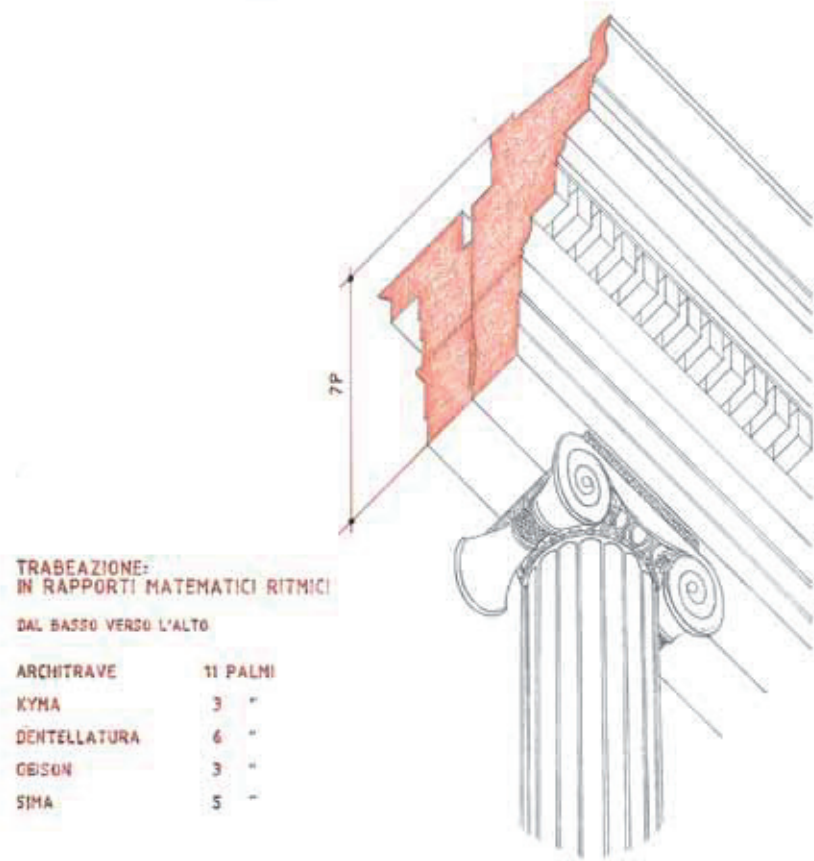 7P
TRABEAZIONE:
IN RAPPORTI MATEMATICI RITMICI
DAL BASSO VERSO L'ALTO
ARCHITRAVE 11 PALMI
KYMA 3 "
DENTELLATURA 6 "
GEISON 3 "
SIMA 5 "